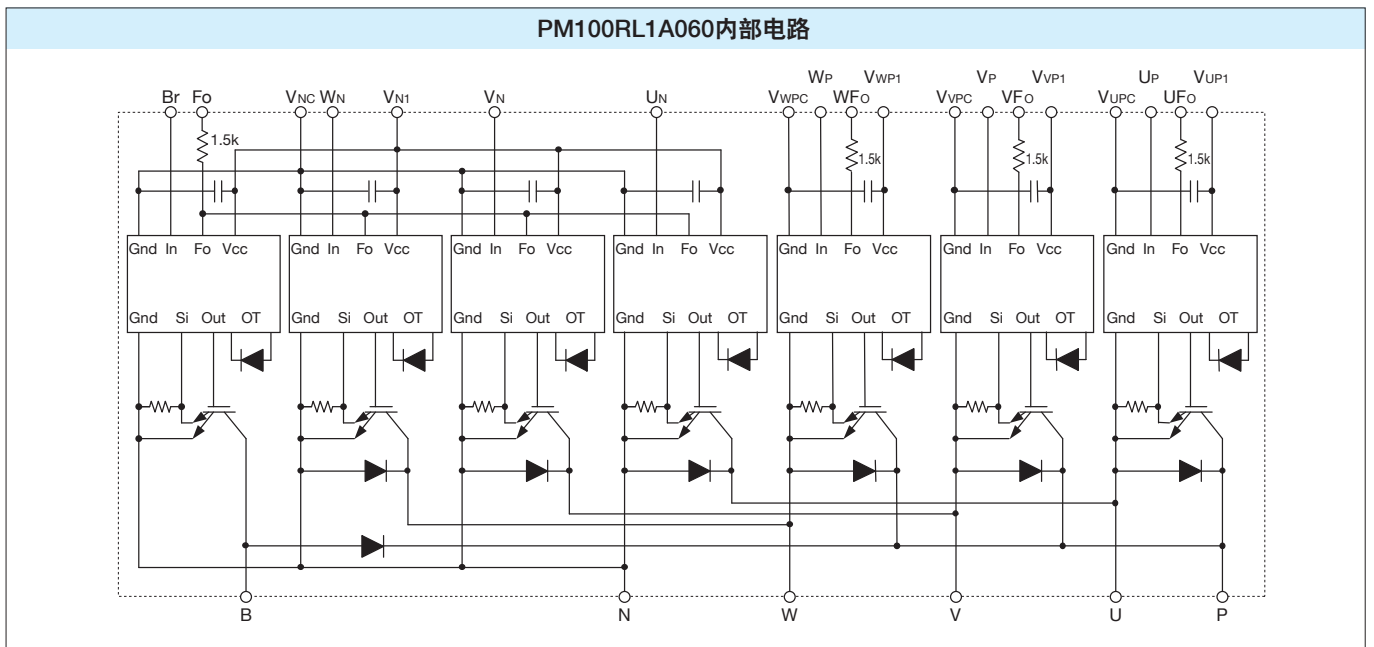 PM100RL1A060内部电路
WP VWP1 VP VVP1 UP VUP1
Br Fo VNC WN VN1 VN UN VWPC WFO VVPC VFO VUPC UFO
1.5k 1.5k 1.5k 1.5k
Gnd In Fo Vcc Gnd In Fo Vcc Gnd In Fo Vcc Gnd In Fo Vcc Gnd In Fo Vcc Gnd In Fo Vcc Gnd In Fo Vcc
Gnd Si Out OT Gnd Si Out OT Gnd Si Out OT Gnd Si Out OT Gnd Si Out OT Gnd Si Out OT Gnd Si Out OT
B N W V U P